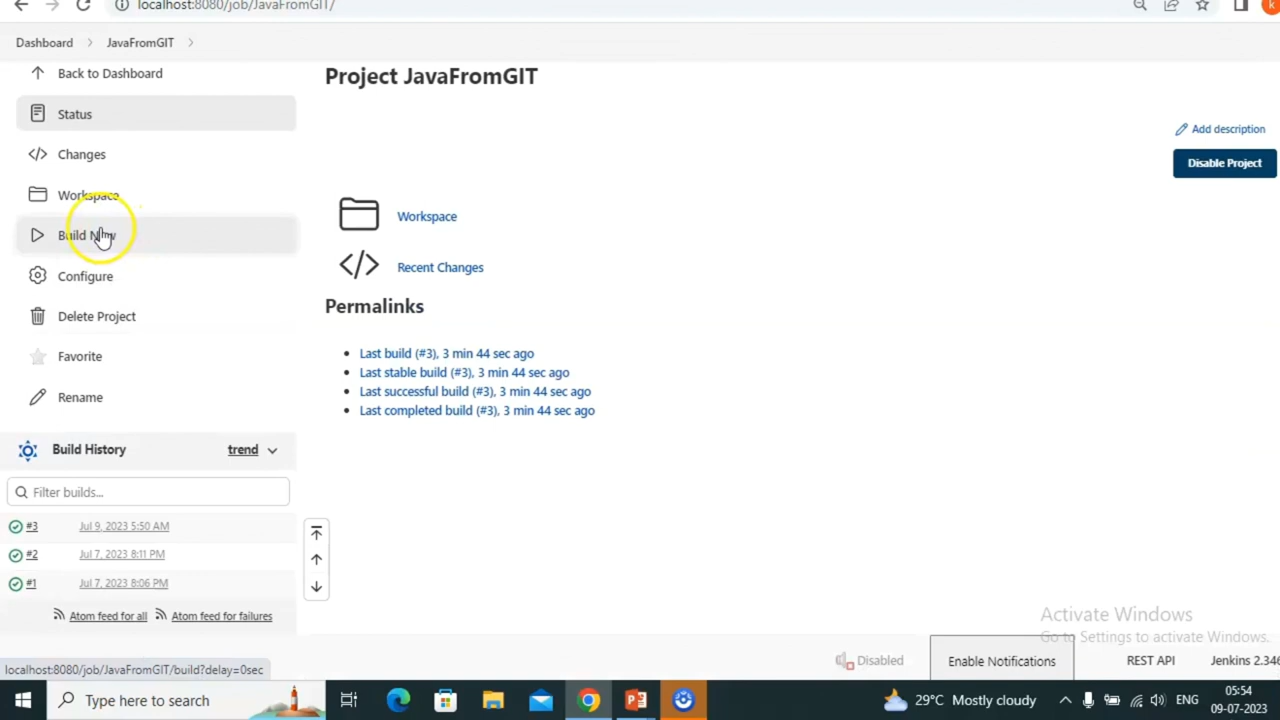 localhost:8080/job/JavaFromGIT/
k
Dashboard > JavaFromGIT >
Back to Dashboard
Status
Changes
Workspace
Build Now
Configure
Delete Project
Favorite
Rename
Build History trend
Filter builds...
#3 Jul 9, 2023 5:50 AM
#2 Jul 7, 2023 8:11 PM
#1 Jul 7, 2023 8:06 PM
Atom feed for all Atom feed for failures
Project JavaFromGIT
Add description
Disable Project
Workspace
Recent Changes
Permalinks
Last build (#3), 3 min 44 sec ago
Last stable build (#3), 3 min 44 sec ago
Last successful build (#3), 3 min 44 sec ago
Last completed build (#3), 3 min 44 sec ago
Activate Windows
Go to Settings to activate Windows.
localhost:8080/job/JavaFromGIT/build?delay=0sec
Disabled Enable Notifications REST API Jenkins 2.346
Type here to search
29°C Mostly cloudy
ENG
05:54
09-07-2023